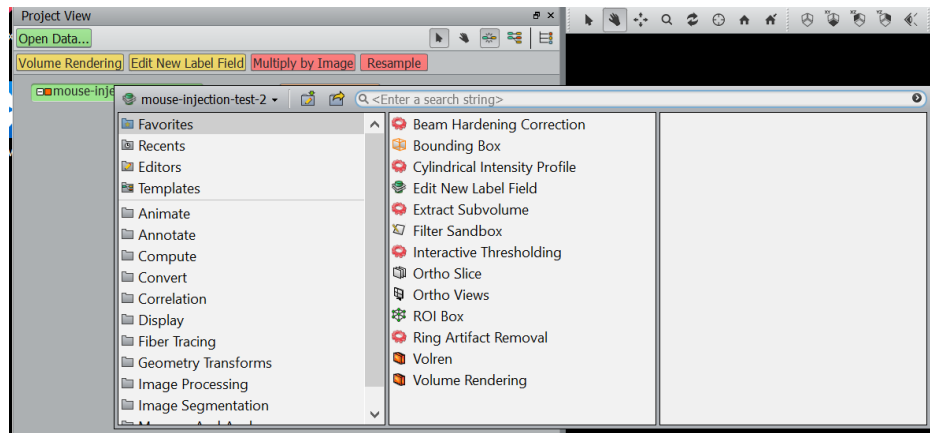 Project View
Open Data...
Volume Rendering Edit New Label Field Multiply by Image Resample
mouse-inje
mouse-injection-test-2
<Enter a search string>
Favorites
Recents
Editors
Templates
Animate
Annotate
Compute
Convert
Correlation
Display
Fiber Tracing
Geometry Transforms
Image Processing
Image Segmentation
Beam Hardening Correction
Bounding Box
Cylindrical Intensity Profile
Edit New Label Field
Extract Subvolume
Filter Sandbox
Interactive Thresholding
Ortho Slice
Ortho Views
ROI Box
Ring Artifact Removal
Volren
Volume Rendering